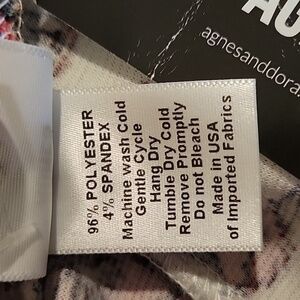 AU
agnesanddora
96% POLYESTER
4% SPANDEX
Machine Wash Cold
Gentle Cycle
Hang Dry
Tumble Dry Cold
Remove Promptly
Do not Bleach
Made in USA
of Imported Fabrics